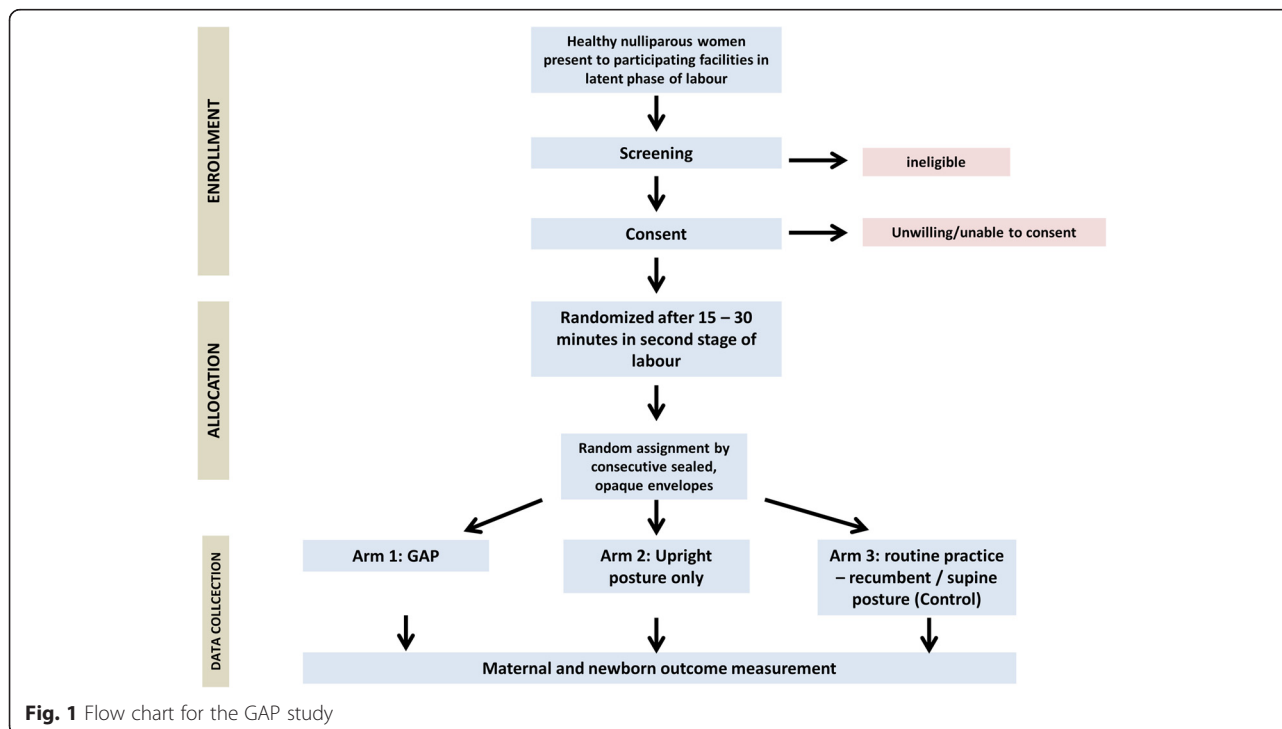 ENROLLMENT
Healthy nulliparous women
present to participating facilities in
latent phase of labour
Screening
ineligible
Consent
Unwilling/unable to consent
ALLOCATION
Randomized after 15 – 30
minutes in second stage of
labour
Random assignment by
consecutive sealed,
opaque envelopes
DATA COLLCECTION
Arm 1: GAP
Arm 2: Upright
posture only
Arm 3: routine practice
– recumbent / supine
posture (Control)
Maternal and newborn outcome measurement
Fig. 1 Flow chart for the GAP study